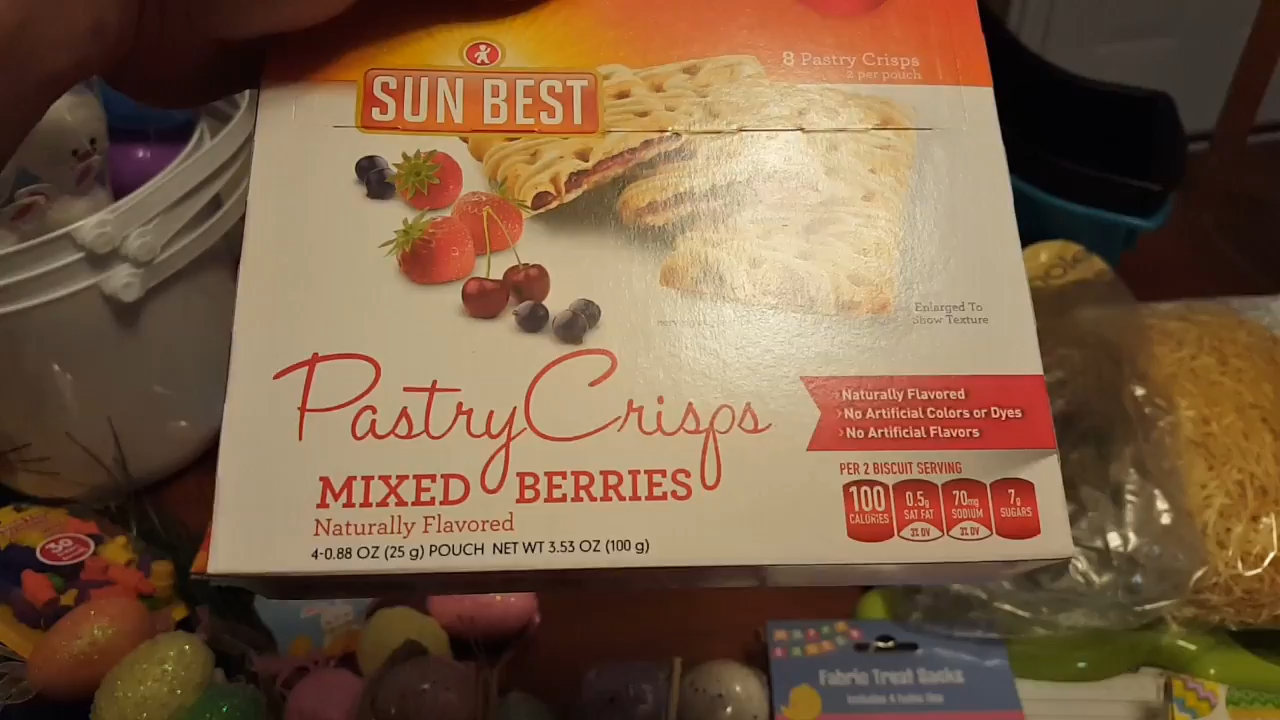 8 Pastry Crisps
2 per pouch
SUN BEST
Enlarged To
Show Texture
Pastry Crisps
MIXED BERRIES
Naturally Flavored
4-0.88 OZ (25 g) POUCH NET WT 3.53 OZ (100 g)
Naturally Flavored
No Artificial Colors or Dyes
No Artificial Flavors
PER 2 BISCUIT SERVING
100 CALORIES
0.5g SAT FAT 3% DV
70mg SODIUM 3% DV
7g SUGARS
30
Fabric Treat Sacks